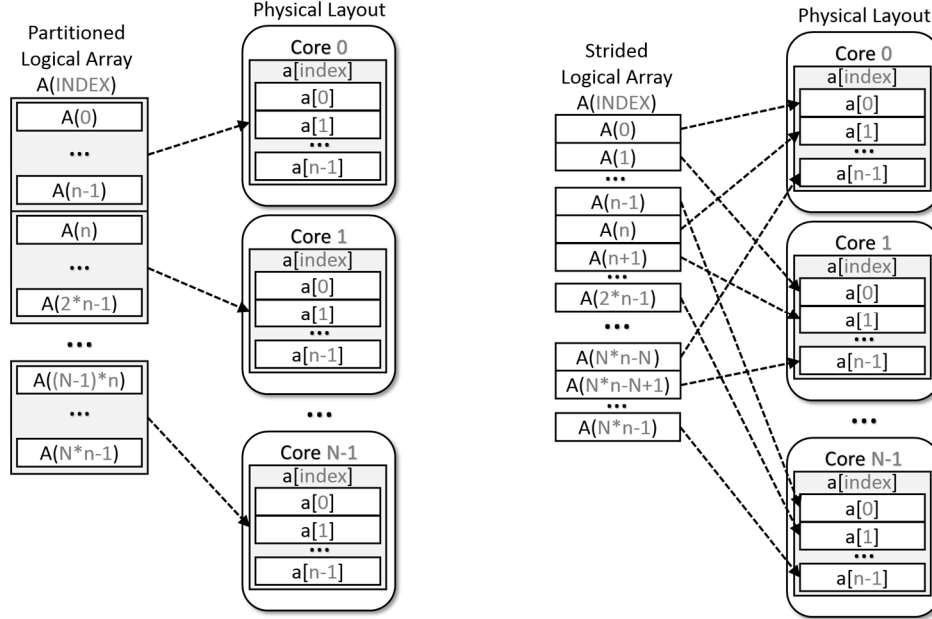 Partitioned
Logical Array
A(INDEX)
A(0)
...
A(n-1)
A(n)
...
A(2*n-1)
...
A((N-1)*n)
...
A(N*n-1)
Physical Layout
Core 0
a[index]
a[0]
a[1]
...
a[n-1]
Core 1
a[index]
a[0]
a[1]
...
a[n-1]
...
Core N-1
a[index]
a[0]
a[1]
...
a[n-1]
Strided
Logical Array
A(INDEX)
A(0)
A(1)
...
A(n-1)
A(n)
A(n+1)
...
A(2*n-1)
...
A(N*n-N)
A(N*n-N+1)
...
A(N*n-1)
Physical Layout
Core 0
a[index]
a[0]
a[1]
...
a[n-1]
Core 1
a[index]
a[0]
a[1]
...
a[n-1]
...
Core N-1
a[index]
a[0]
a[1]
...
a[n-1]